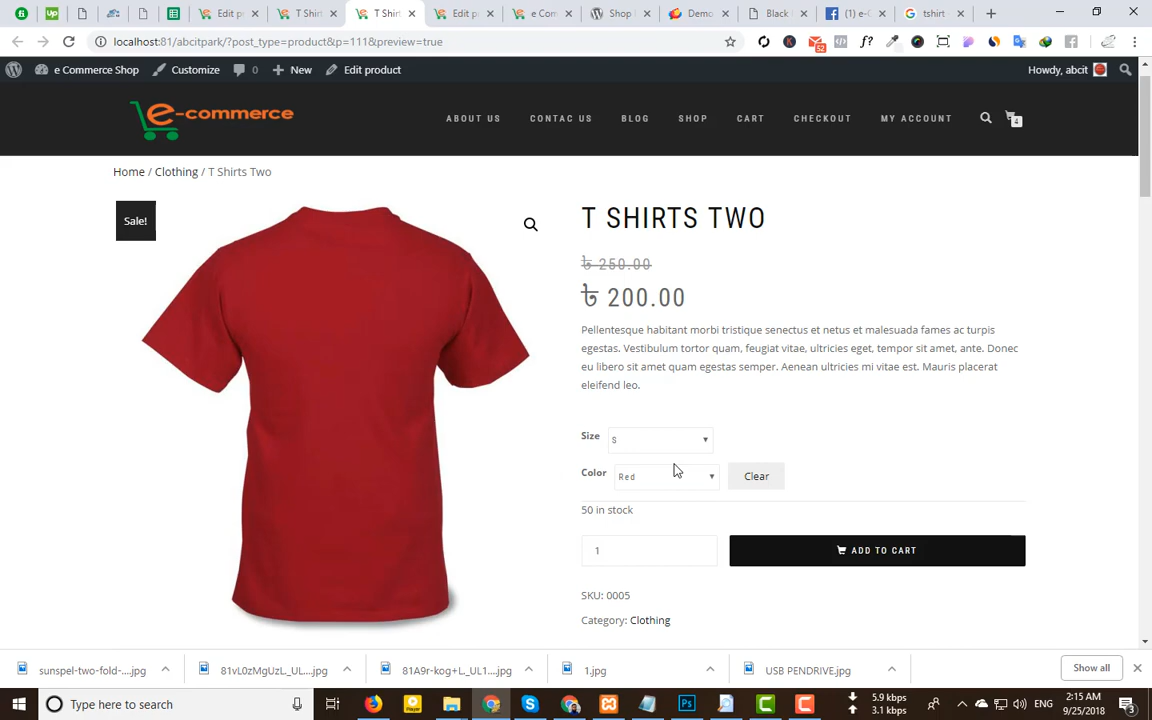 Edit p
T Shirt
T Shirt
Edit p
e Com
Shop
Demo
Black
(1) e-C
tshirt
localhost:81/abcitpark/?post_type=product&p=111&preview=true
52
e Commerce Shop
Customize
0
New
Edit product
Howdy, abcit
e-commerce
ABOUT US
CONTAC US
BLOG
SHOP
CART
CHECKOUT
MY ACCOUNT
4
Home / Clothing / T Shirts Two
Sale!
T SHIRTS TWO
৳ 250.00
৳ 200.00
Pellentesque habitant morbi tristique senectus et netus et malesuada fames ac turpis
egestas. Vestibulum tortor quam, feugiat vitae, ultricies eget, tempor sit amet, ante. Donec
eu libero sit amet quam egestas semper. Aenean ultricies mi vitae est. Mauris placerat
eleifend leo.
Size
S
Color
Red
Clear
50 in stock
1
ADD TO CART
SKU: 0005
Category: Clothing
sunspel-two-fold-....jpg
81vL0zMgUzL._UL....jpg
81A9r-kog+L._UL1....jpg
1.jpg
USB PENDRIVE.jpg
Show all
Type here to search
5.9 kbps
3.1 kbps
ENG
2:15 AM
9/25/2018
3